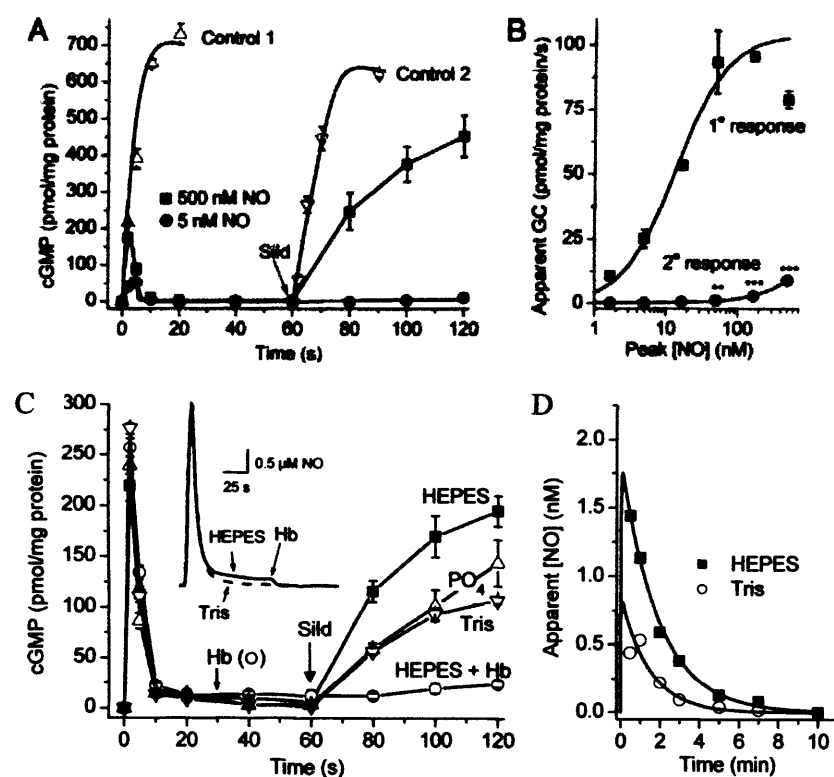 A
B
Control 1
Control 2
500 nM NO
5 nM NO
Sild
cGMP (pmol/mg protein)
700
600
500
400
300
200
100
0
0 20 40 60 80 100 120
Time (s)
Apparent GC (pmol/mg protein/s)
100
75
50
25
0
1° response
2° response
** *** ***
1 10 100
Peak [NO] (nM)
C
D
cGMP (pmol/mg protein)
300
250
200
150
100
50
0
0.5 μM NO
25 s
HEPES
Hb
Tris
HEPES
PO4
Tris
Sild
Hb (○)
HEPES + Hb
0 20 40 60 80 100 120
Time (s)
Apparent [NO] (nM)
2.0
1.5
1.0
0.5
0.0
HEPES
Tris
0 2 4 6 8 10
Time (min)